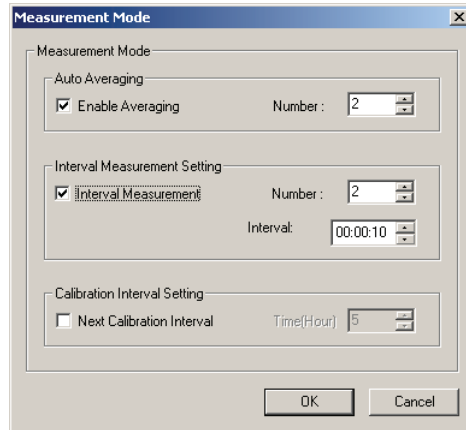 Measurement Mode
Measurement Mode
Auto Averaging
Enable Averaging Number : 2
Interval Measurement Setting
Interval Measurement Number : 2
Interval: 00:00:10
Calibration Interval Setting
Next Calibration Interval Time(Hour) 5
OK Cancel